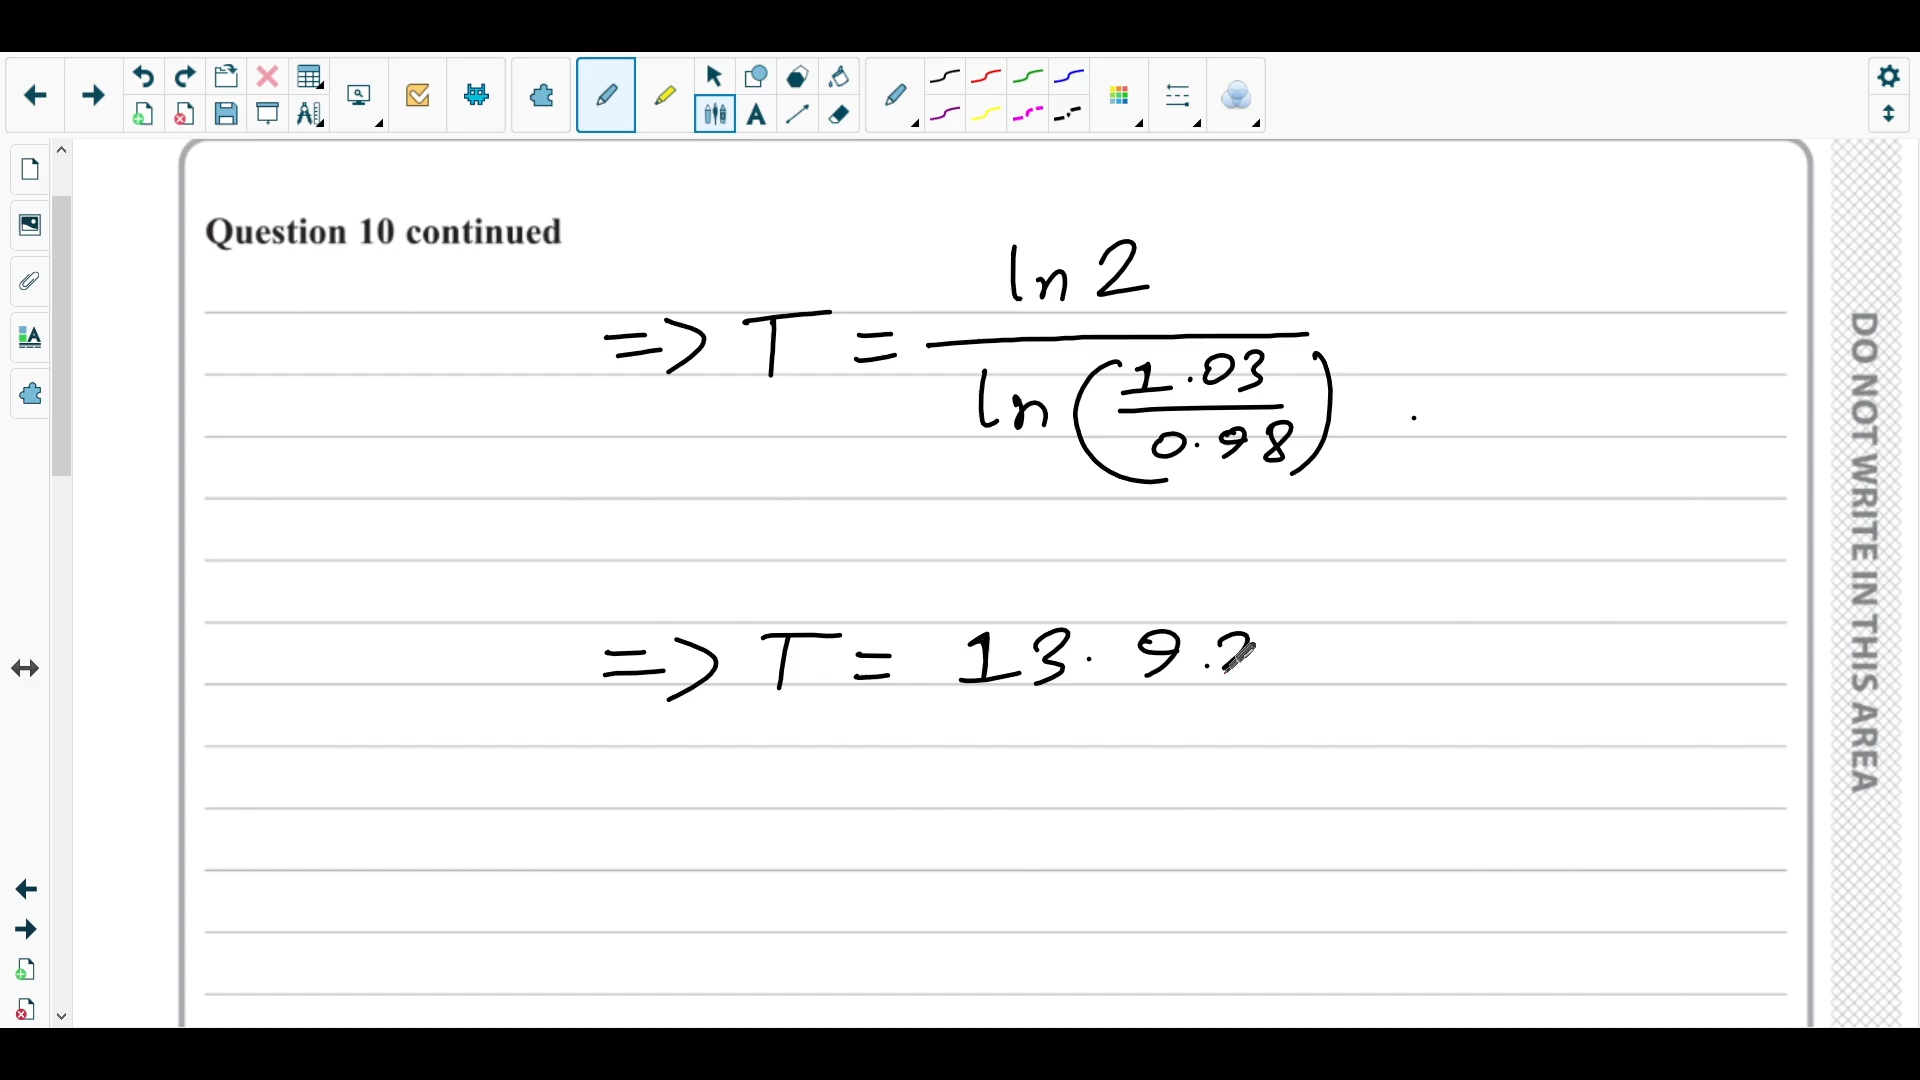 Question 10 continued
=> T = ln 2 / ln (1.03 / 0.98) .
=> T = 13. 9.
DO NOT WRITE IN THIS AREA